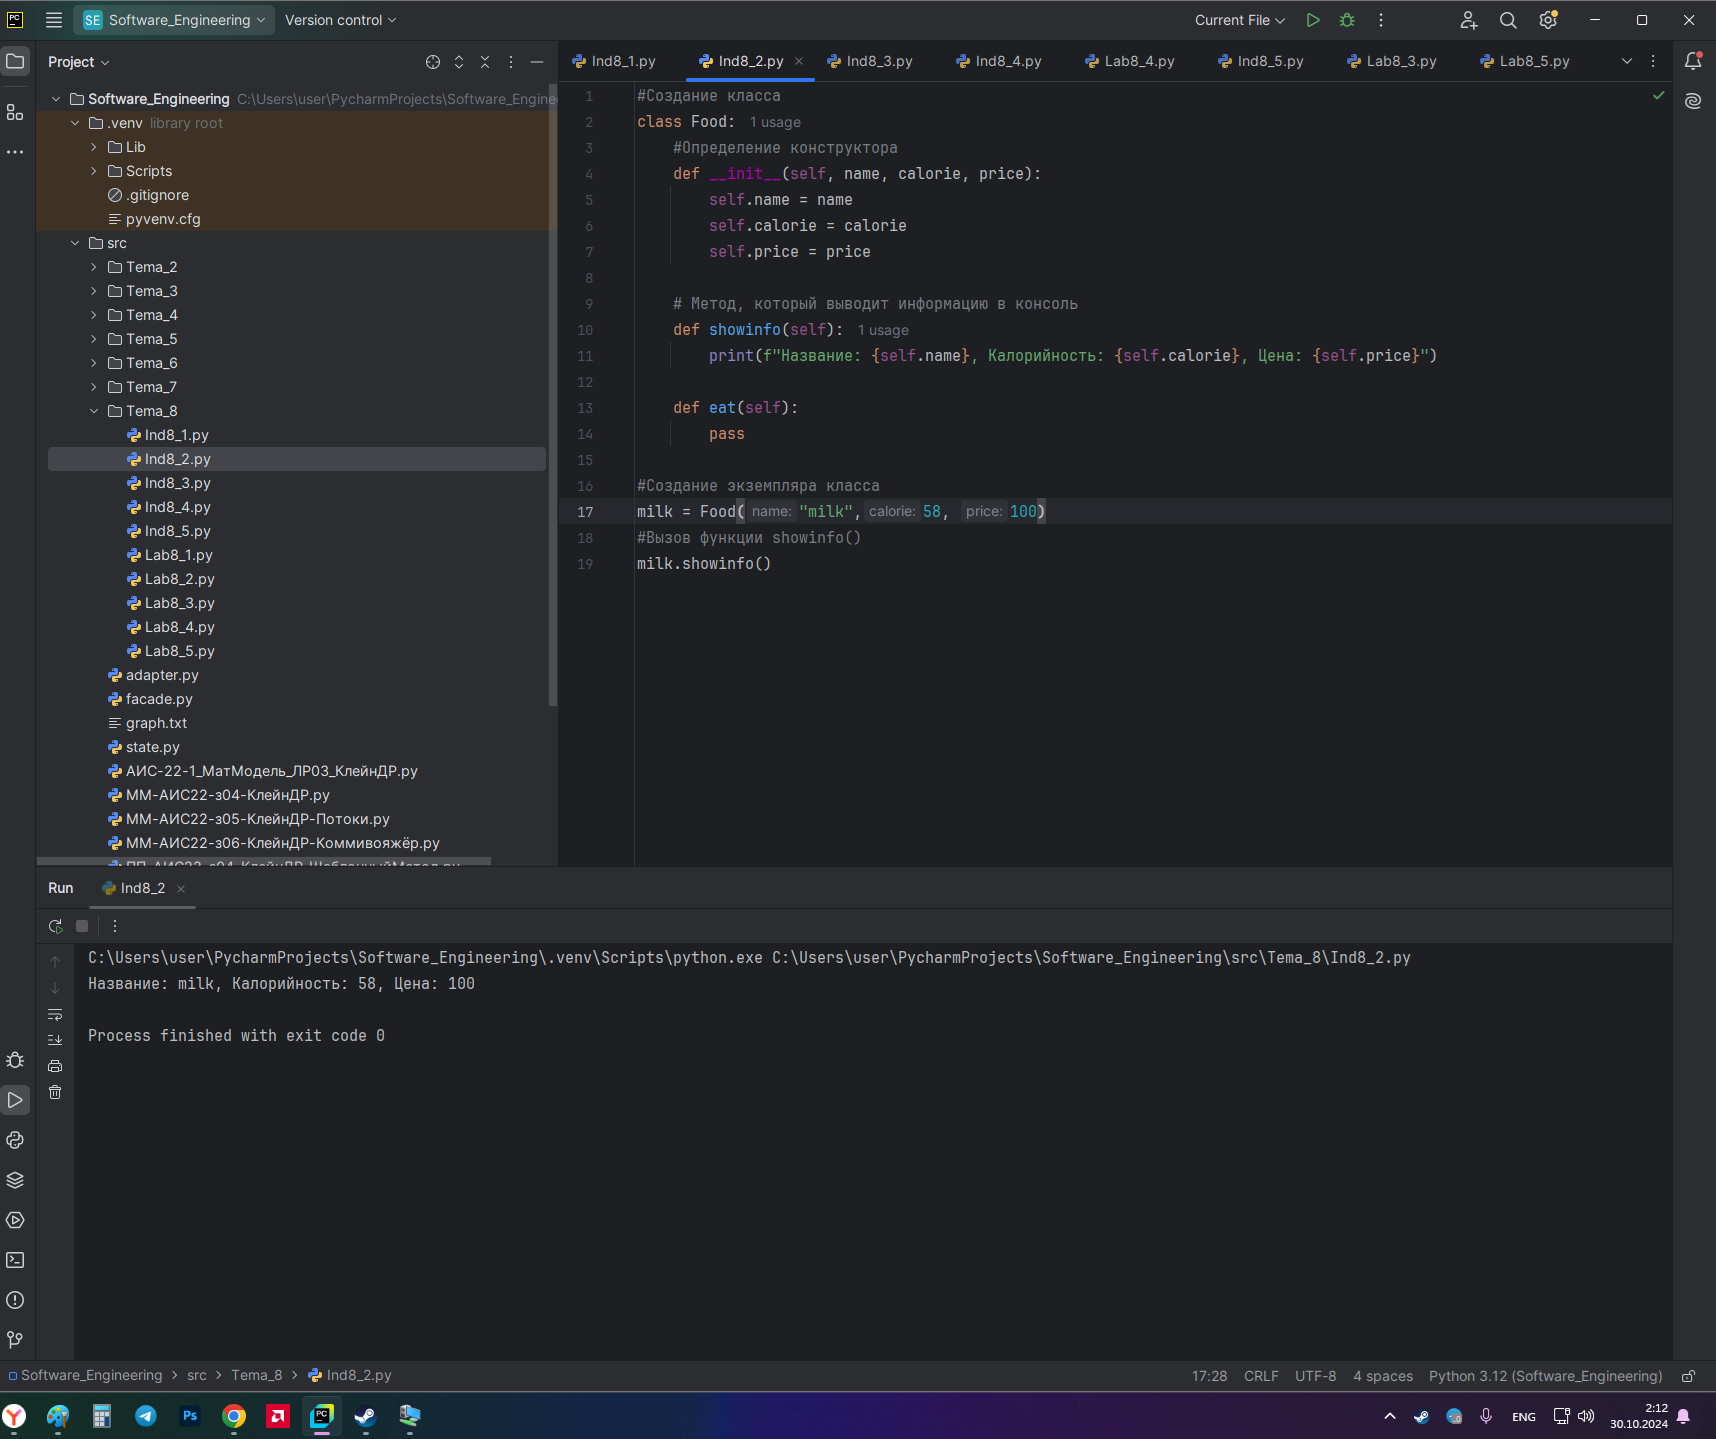 PC SE Software_Engineering Version control Current File
Project
Ind8_1.py Ind8_2.py Ind8_3.py Ind8_4.py Lab8_4.py Ind8_5.py Lab8_3.py Lab8_5.py
Software_Engineering C:\Users\user\PycharmProjects\Software_Engine
.venv library root
Lib
Scripts
.gitignore
pyvenv.cfg
src
Tema_2
Tema_3
Tema_4
Tema_5
Tema_6
Tema_7
Tema_8
Ind8_1.py
Ind8_2.py
Ind8_3.py
Ind8_4.py
Ind8_5.py
Lab8_1.py
Lab8_2.py
Lab8_3.py
Lab8_4.py
Lab8_5.py
adapter.py
facade.py
graph.txt
state.py
АИС-22-1_МатМодель_ЛР03_КлейнДР.py
ММ-АИС22-з04-КлейнДР.py
ММ-АИС22-з05-КлейнДР-Потоки.py
ММ-АИС22-з06-КлейнДР-Коммивояжёр.py
1 #Создание класса
2 class Food: 1 usage
3 #Определение конструктора
4 def __init__(self, name, calorie, price):
5 self.name = name
6 self.calorie = calorie
7 self.price = price
8
9 # Метод, который выводит информацию в консоль
10 def showinfo(self): 1 usage
11 print(f"Название: {self.name}, Калорийность: {self.calorie}, Цена: {self.price}")
12
13 def eat(self):
14 pass
15
16 #Создание экземпляра класса
17 milk = Food( name: "milk", calorie: 58, price: 100)
18 #Вызов функции showinfo()
19 milk.showinfo()
Run Ind8_2
C:\Users\user\PycharmProjects\Software_Engineering\.venv\Scripts\python.exe C:\Users\user\PycharmProjects\Software_Engineering\src\Tema_8\Ind8_2.py
Название: milk, Калорийность: 58, Цена: 100
Process finished with exit code 0
Software_Engineering src Tema_8 Ind8_2.py 17:28 CRLF UTF-8 4 spaces Python 3.12 (Software_Engineering)
Ps PC ENG 2:12
30.10.2024